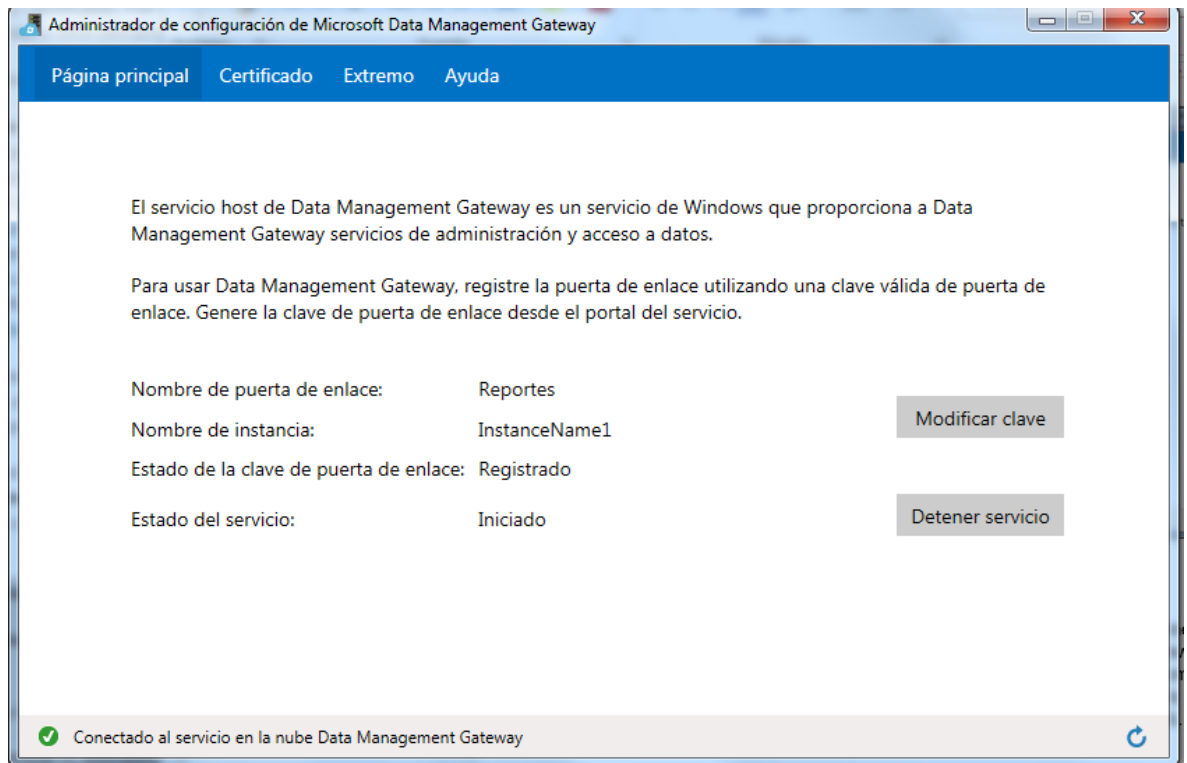 Administrador de configuración de Microsoft Data Management Gateway
Página principal Certificado Extremo Ayuda
El servicio host de Data Management Gateway es un servicio de Windows que proporciona a Data
Management Gateway servicios de administración y acceso a datos.
Para usar Data Management Gateway, registre la puerta de enlace utilizando una clave válida de puerta de
enlace. Genere la clave de puerta de enlace desde el portal del servicio.
Nombre de puerta de enlace: Reportes
Modificar clave
Nombre de instancia: InstanceName1
Estado de la clave de puerta de enlace: Registrado
Estado del servicio: Iniciado Detener servicio
Conectado al servicio en la nube Data Management Gateway